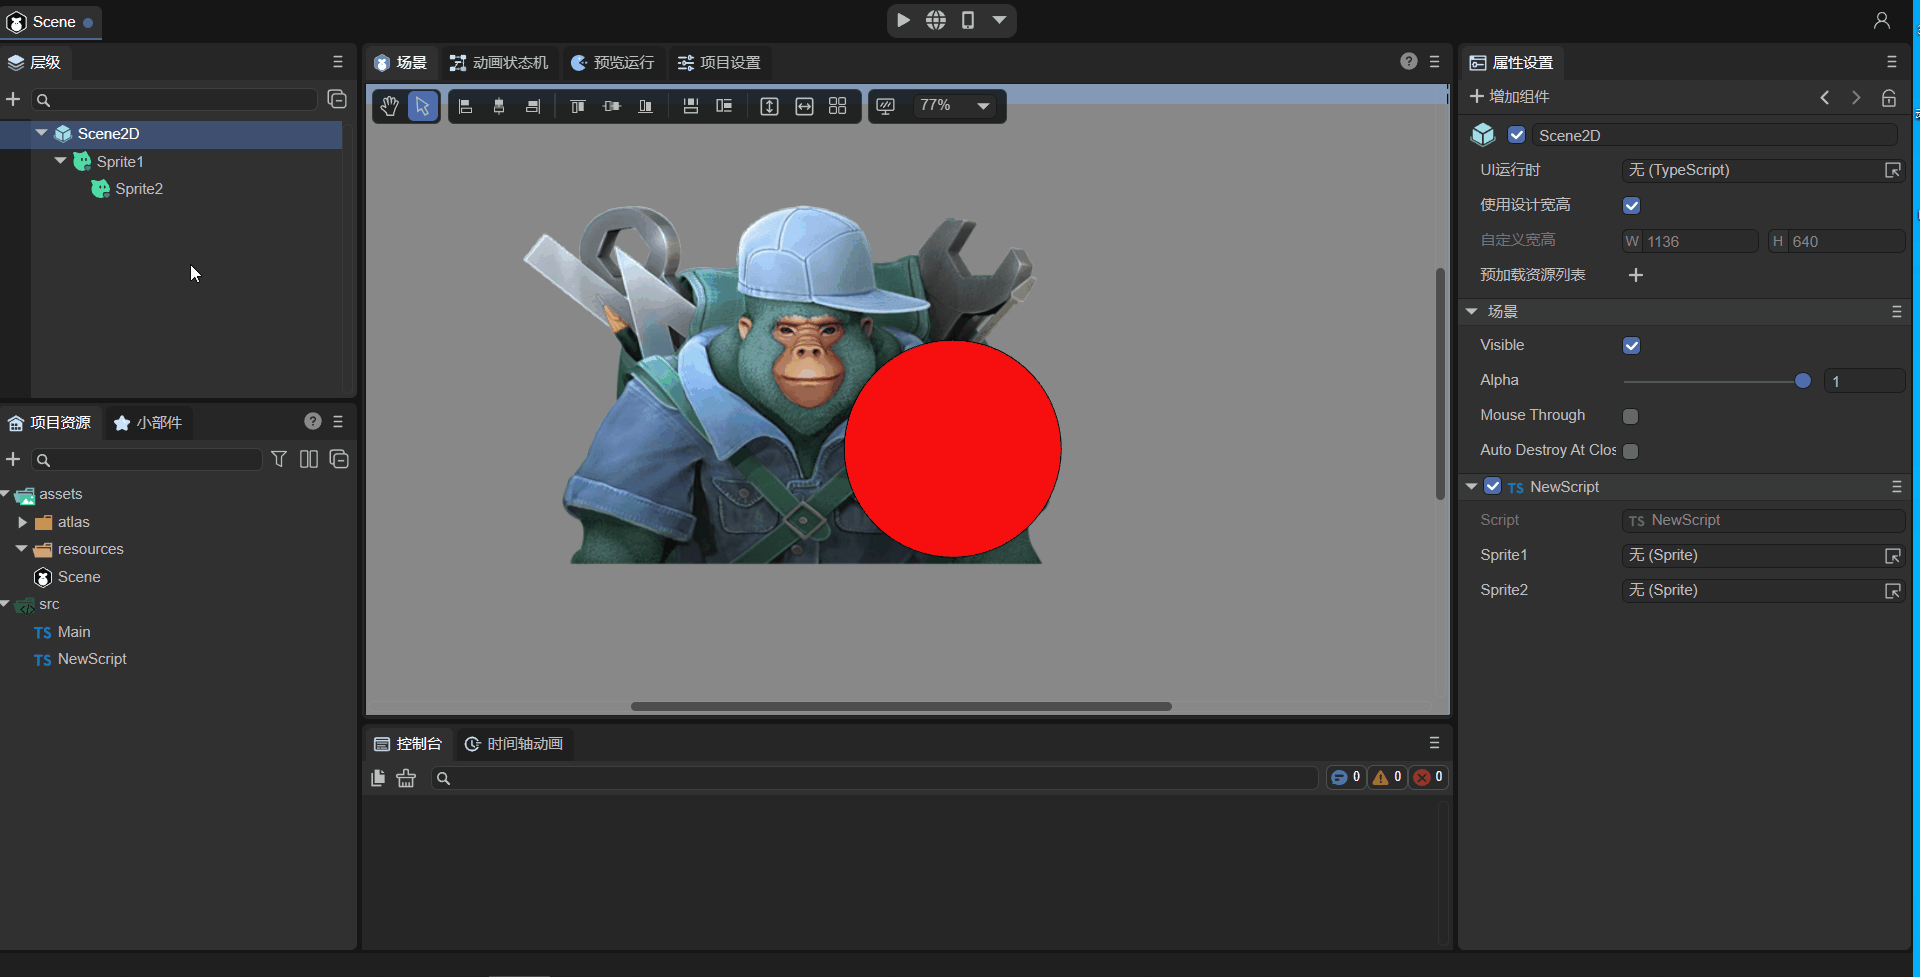 Scene
层级
Scene2D
Sprite1
Sprite2
项目资源
小部件
assets
atlas
resources
Scene
src
TS Main
TS NewScript
场景
动画状态机
预览运行
项目设置
77%
控制台
时间轴动画
0
0
0
属性设置
增加组件
Scene2D
UI运行时
无 (TypeScript)
使用设计宽高
自定义宽高
W 1136
H 640
预加载资源列表
场景
Visible
Alpha
1
Mouse Through
Auto Destroy At Clos
TS NewScript
Script
TS NewScript
Sprite1
无 (Sprite)
Sprite2
无 (Sprite)